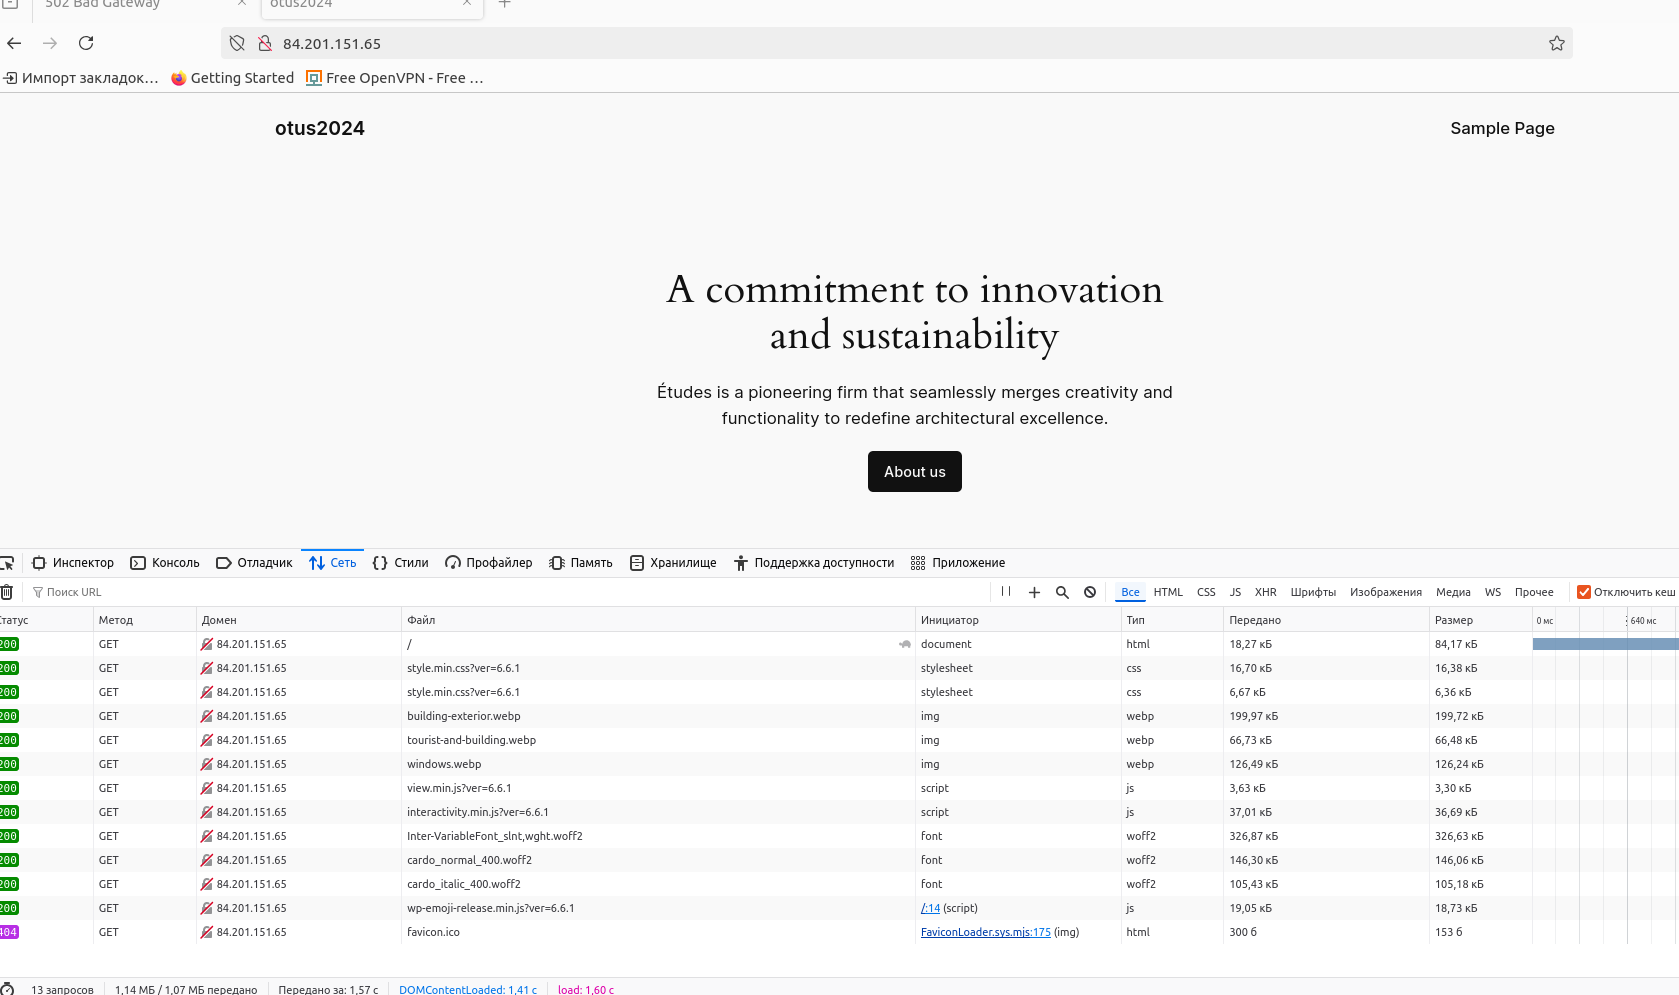 502 Bad Gateway otus2024
84.201.151.65
Импорт закладок… Getting Started Free OpenVPN - Free …
otus2024 Sample Page
A commitment to innovation
and sustainability
Études is a pioneering firm that seamlessly merges creativity and
functionality to redefine architectural excellence.
About us
Инспектор Консоль Отладчик Сеть Стили Профайлер Память Хранилище Поддержка доступности Приложение
Поиск URL Все HTML CSS JS XHR Шрифты Изображения Медиа WS Прочее Отключить кеш
Статус Метод Домен Файл Инициатор Тип Передано Размер 0 мс 640 мс
200 GET 84.201.151.65 / document html 18,27 кБ 84,17 кБ
200 GET 84.201.151.65 style.min.css?ver=6.6.1 stylesheet css 16,70 кБ 16,38 кБ
200 GET 84.201.151.65 style.min.css?ver=6.6.1 stylesheet css 6,67 кБ 6,36 кБ
200 GET 84.201.151.65 building-exterior.webp img webp 199,97 кБ 199,72 кБ
200 GET 84.201.151.65 tourist-and-building.webp img webp 66,73 кБ 66,48 кБ
200 GET 84.201.151.65 windows.webp img webp 126,49 кБ 126,24 кБ
200 GET 84.201.151.65 view.min.js?ver=6.6.1 script js 3,63 кБ 3,30 кБ
200 GET 84.201.151.65 interactivity.min.js?ver=6.6.1 script js 37,01 кБ 36,69 кБ
200 GET 84.201.151.65 Inter-VariableFont_slnt,wght.woff2 font woff2 326,87 кБ 326,63 кБ
200 GET 84.201.151.65 cardo_normal_400.woff2 font woff2 146,30 кБ 146,06 кБ
200 GET 84.201.151.65 cardo_italic_400.woff2 font woff2 105,43 кБ 105,18 кБ
200 GET 84.201.151.65 wp-emoji-release.min.js?ver=6.6.1 /:14 (script) js 19,05 кБ 18,73 кБ
404 GET 84.201.151.65 favicon.ico FaviconLoader.sys.mjs:175 (img) html 300 б 153 б
13 запросов 1,14 МБ / 1,07 МБ передано Передано за: 1,57 с DOMContentLoaded: 1,41 с load: 1,60 с